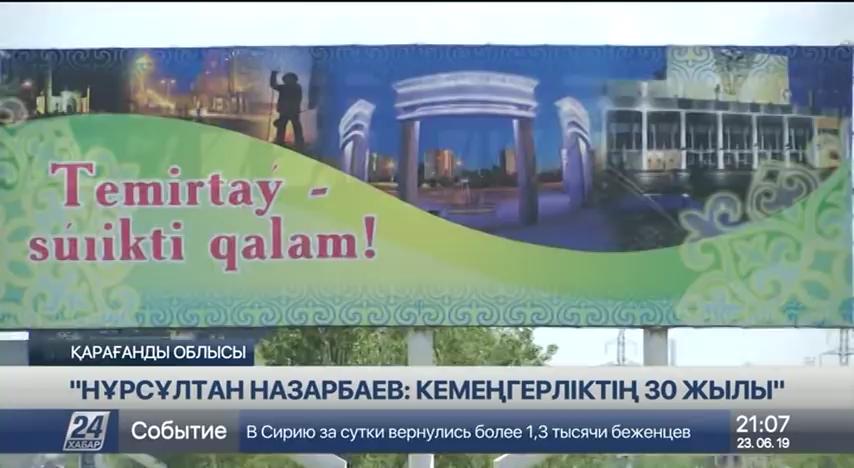 Temirtaý -
súıikti qalam!
ҚАРАҒАНДЫ ОБЛЫСЫ
"НҰРСҰЛТАН НАЗАРБАЕВ: КЕМЕҢГЕРЛІКТІҢ 30 ЖЫЛЫ"
24
ХАБАР
Событие
В Сирию за сутки вернулись более 1,3 тысячи беженцев
21:07
23.06.19